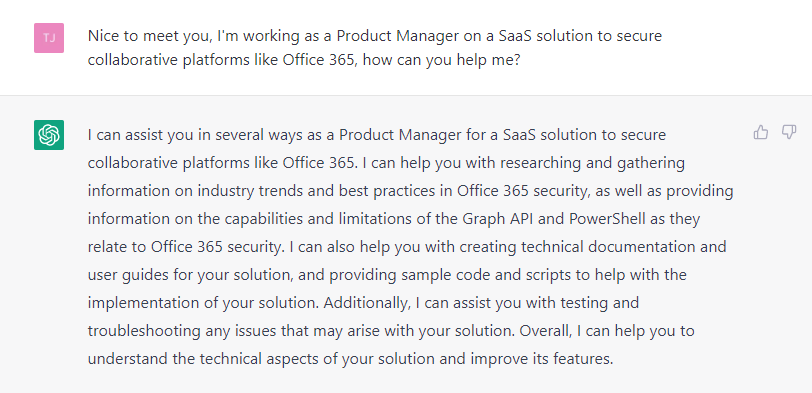 TJ
Nice to meet you, I'm working as a Product Manager on a SaaS solution to secure
collaborative platforms like Office 365, how can you help me?
I can assist you in several ways as a Product Manager for a SaaS solution to secure
collaborative platforms like Office 365. I can help you with researching and gathering
information on industry trends and best practices in Office 365 security, as well as providing
information on the capabilities and limitations of the Graph API and PowerShell as they
relate to Office 365 security. I can also help you with creating technical documentation and
user guides for your solution, and providing sample code and scripts to help with the
implementation of your solution. Additionally, I can assist you with testing and
troubleshooting any issues that may arise with your solution. Overall, I can help you to
understand the technical aspects of your solution and improve its features.